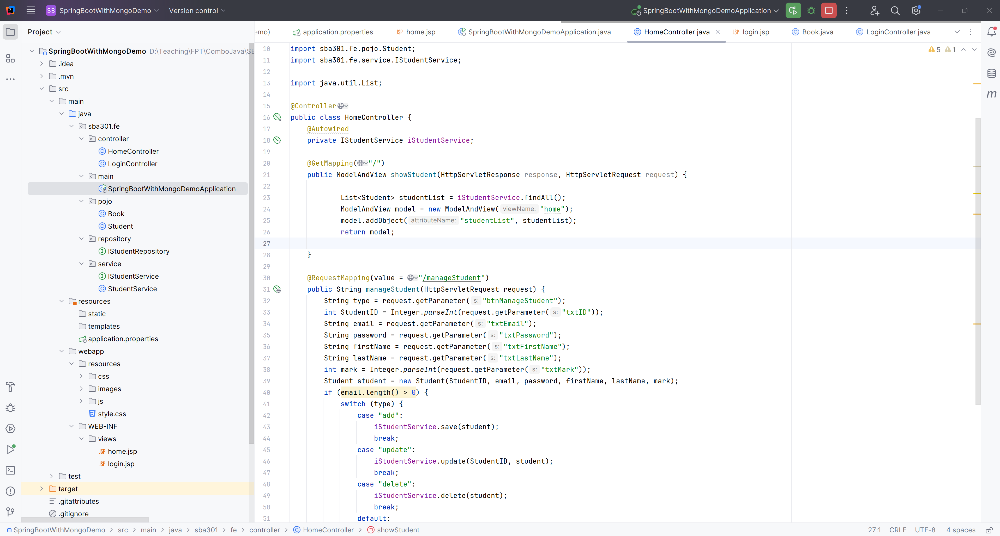 SB SpringBootWithMongoDemo Version control SpringBootWithMongoDemoApplication
Project
SpringBootWithMongoDemo D:\Teaching\FPT\ComboJava\SE
.idea
.mvn
src
main
java
sba301.fe
controller
HomeController
LoginController
main
SpringBootWithMongoDemoApplication
pojo
Book
Student
repository
IStudentRepository
service
IStudentService
StudentService
resources
static
templates
application.properties
webapp
resources
css
images
js
style.css
WEB-INF
views
JSP home.jsp
JSP login.jsp
test
target
.gitattributes
.gitignore
emo) application.properties JSP home.jsp SpringBootWithMongoDemoApplication.java HomeController.java JSP login.jsp Book.java LoginController.java
5 1
10 import sba301.fe.pojo.Student;
11 import sba301.fe.service.IStudentService;
12
13 import java.util.List;
14
15 @Controller
16 public class HomeController {
17 @Autowired
18 private IStudentService iStudentService;
19
20 @GetMapping("/")
21 public ModelAndView showStudent(HttpServletResponse response, HttpServletRequest request) {
22
23 List<Student> studentList = iStudentService.findAll();
24 ModelAndView model = new ModelAndView( viewName: "home");
25 model.addObject( attributeName: "studentList", studentList);
26 return model;
27
28 }
29
30 @RequestMapping(value = "/manageStudent")
31 public String manageStudent(HttpServletRequest request) {
32 String type = request.getParameter( s: "btnManageStudent");
33 int StudentID = Integer.parseInt(request.getParameter( s: "txtID"));
34 String email = request.getParameter( s: "txtEmail");
35 String password = request.getParameter( s: "txtPassword");
36 String firstName = request.getParameter( s: "txtFirstName");
37 String lastName = request.getParameter( s: "txtLastName");
38 int mark = Integer.parseInt(request.getParameter( s: "txtMark"));
39 Student student = new Student(StudentID, email, password, firstName, lastName, mark);
40 if (email.length() > 0) {
41 switch (type) {
42 case "add":
43 iStudentService.save(student);
44 break;
45 case "update":
46 iStudentService.update(StudentID, student);
47 break;
48 case "delete":
49 iStudentService.delete(student);
50 break;
51 default:
SpringBootWithMongoDemo > src > main > java > sba301 > fe > controller > HomeController > showStudent 27:1 CRLF UTF-8 4 spaces